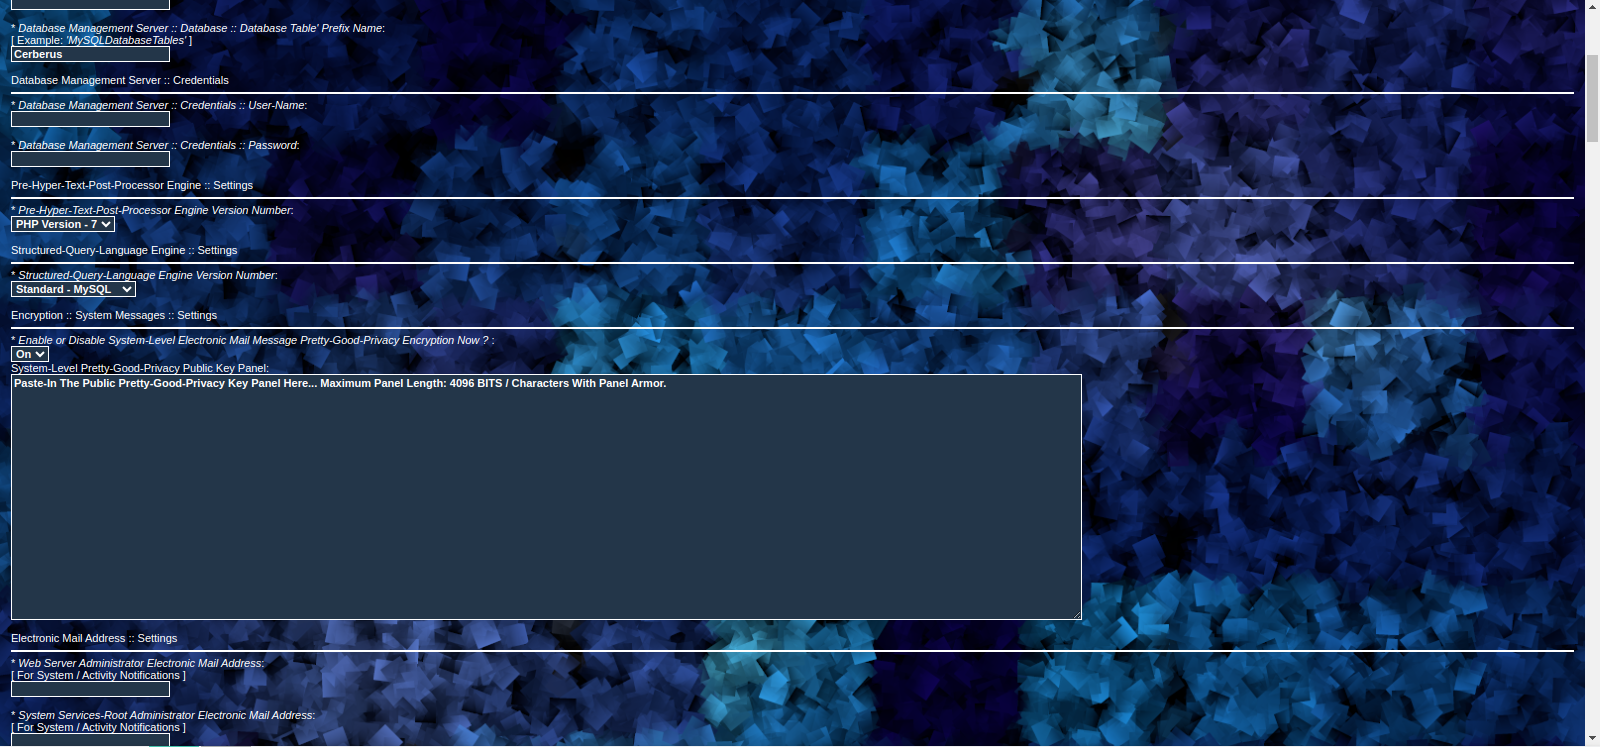 * Database Management Server :: Database :: Database Table' Prefix Name:
[ Example: 'MySQLDatabaseTables' ]
Cerberus
Database Management Server :: Credentials
* Database Management Server :: Credentials :: User-Name:
* Database Management Server :: Credentials :: Password:
Pre-Hyper-Text-Post-Processor Engine :: Settings
* Pre-Hyper-Text-Post-Processor Engine Version Number:
PHP Version - 7
Structured-Query-Language Engine :: Settings
* Structured-Query-Language Engine Version Number:
Standard - MySQL
Encryption :: System Messages :: Settings
* Enable or Disable System-Level Electronic Mail Message Pretty-Good-Privacy Encryption Now ? :
On
System-Level Pretty-Good-Privacy Public Key Panel:
Paste-In The Public Pretty-Good-Privacy Key Panel Here... Maximum Panel Length: 4096 BITS / Characters With Panel Armor.
Electronic Mail Address :: Settings
* Web Server Administrator Electronic Mail Address:
[ For System / Activity Notifications ]
* System Services-Root Administrator Electronic Mail Address:
[ For System / Activity Notifications ]